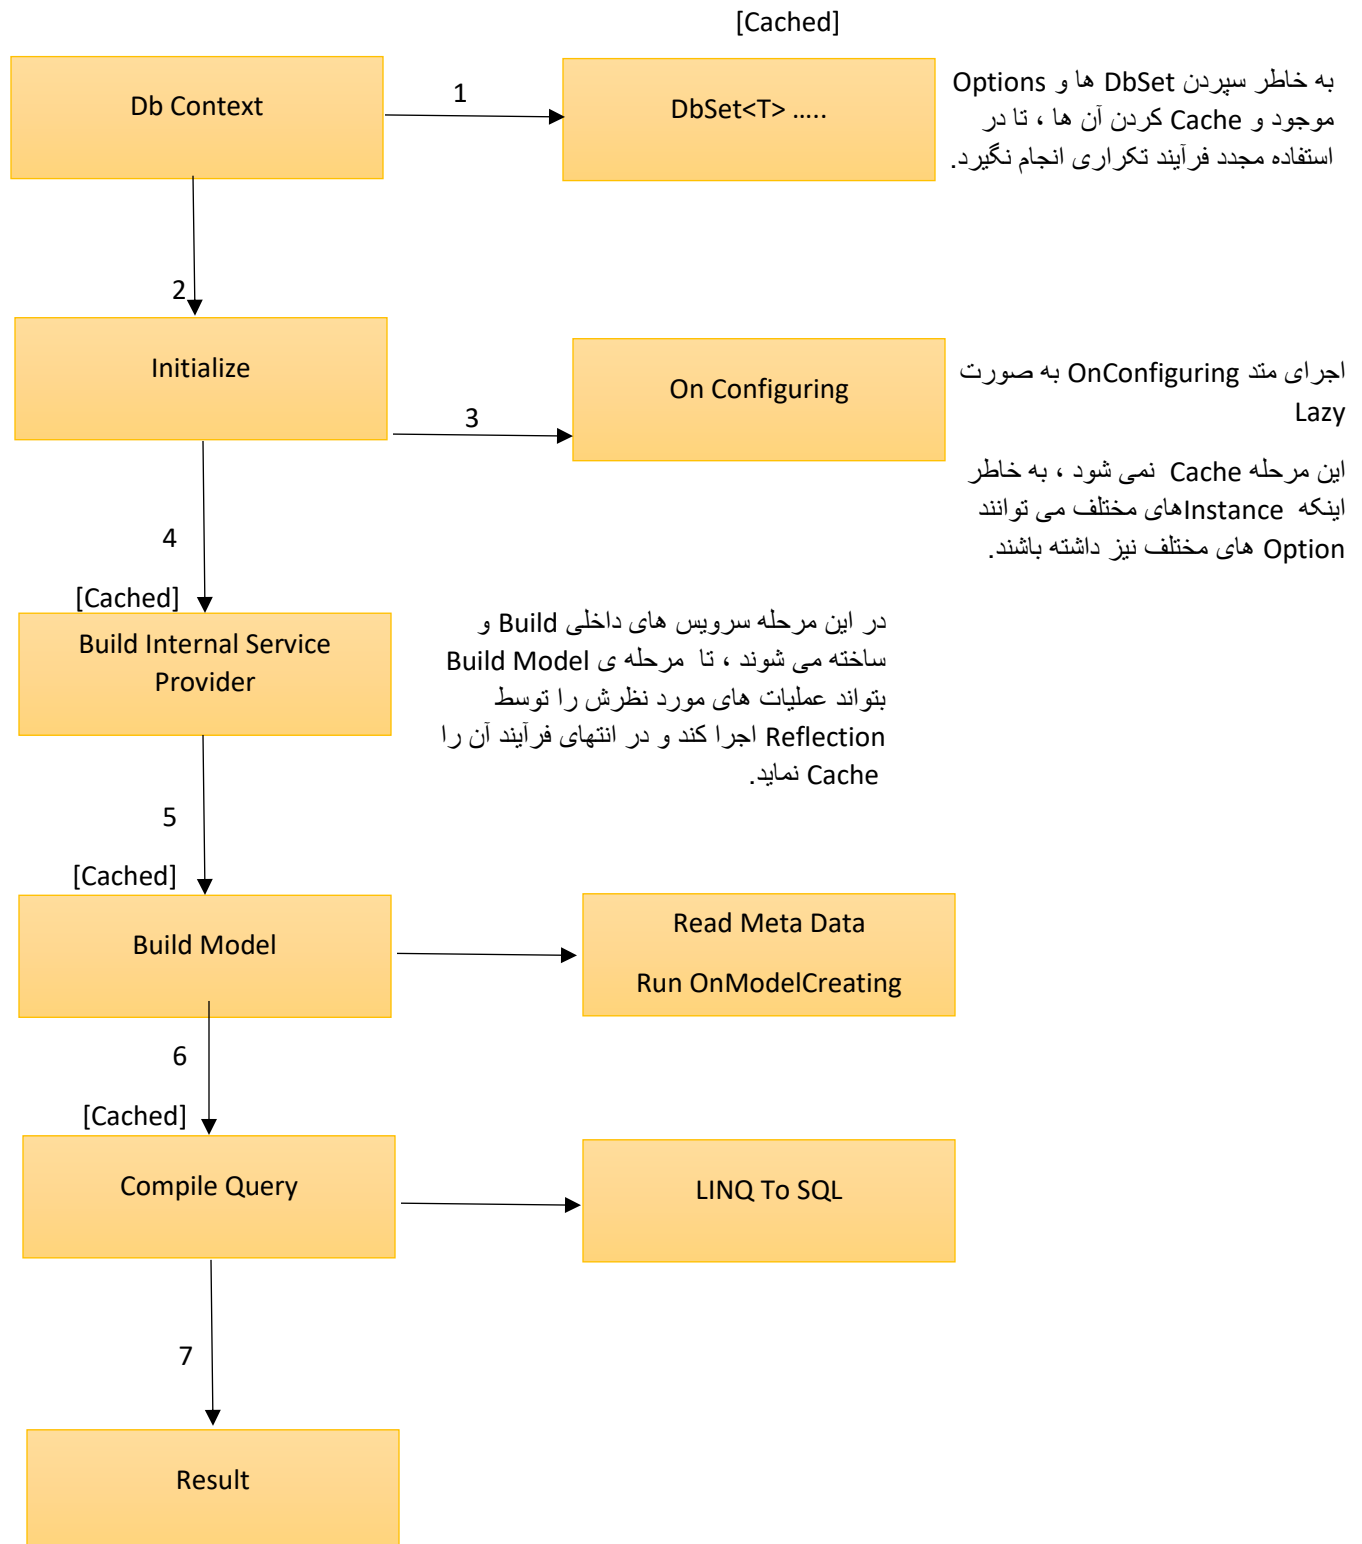 [Cached]
Db Context
1
DbSet<T> …..
به خاطر سپردن DbSet ها و Options
موجود و Cache کردن آن ها ، تا در
استفاده مجدد فرآیند تکراری انجام نگیرد.
2
Initialize
3
On Configuring
اجرای متد OnConfiguring به صورت
Lazy
این مرحله Cache نمی شود ، به خاطر
اینکه Instanceهای مختلف می توانند
Option های مختلف نیز داشته باشند.
4
[Cached]
Build Internal Service
Provider
در این مرحله سرویس های داخلی Build و
ساخته می شوند ، تا مرحله ی Build Model
بتواند عملیات های مورد نظرش را توسط
Reflection اجرا کند و در انتهای فرآیند آن را
Cache نماید.
5
[Cached]
Build Model
Read Meta Data
Run OnModelCreating
6
[Cached]
Compile Query
LINQ To SQL
7
Result